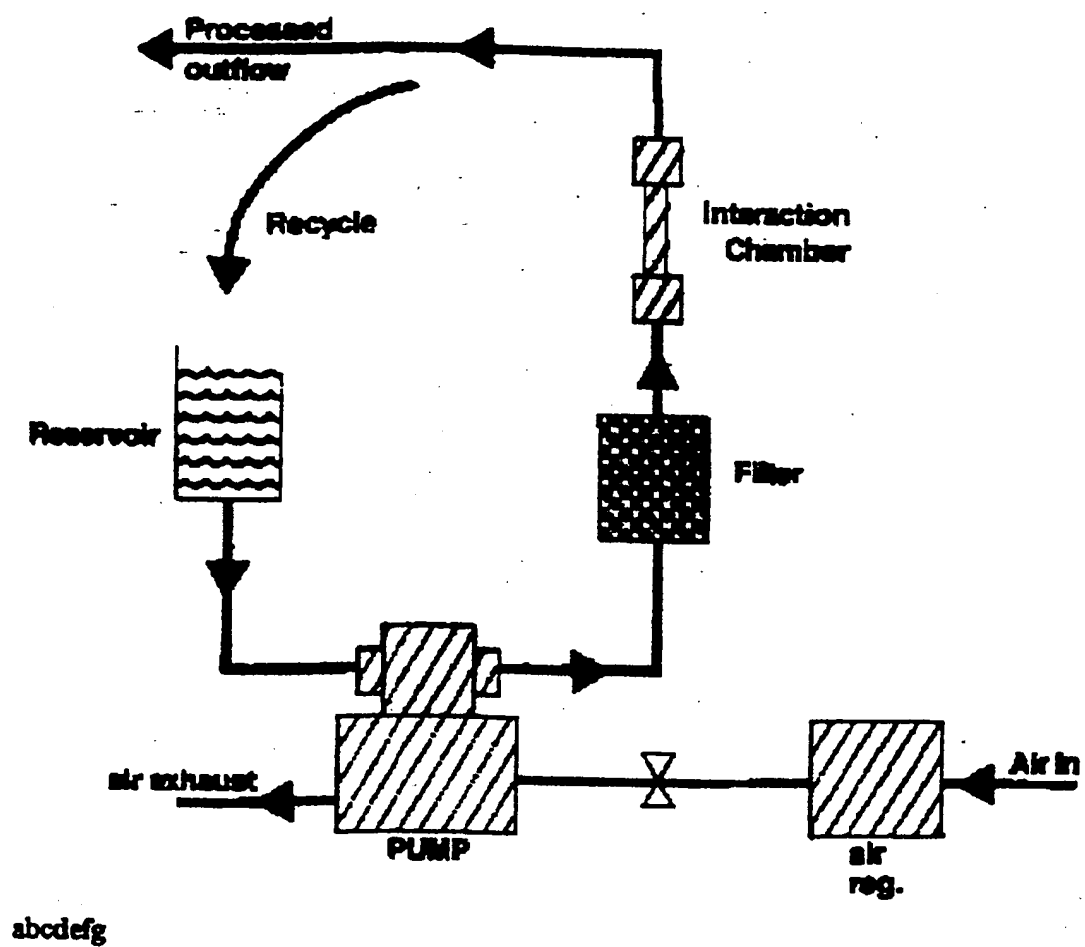 Processed
outflow
Recycle
Interaction
Chamber
Reservoir
Filter
air exhaust
Air in
PUMP
air
reg.
abcdefg